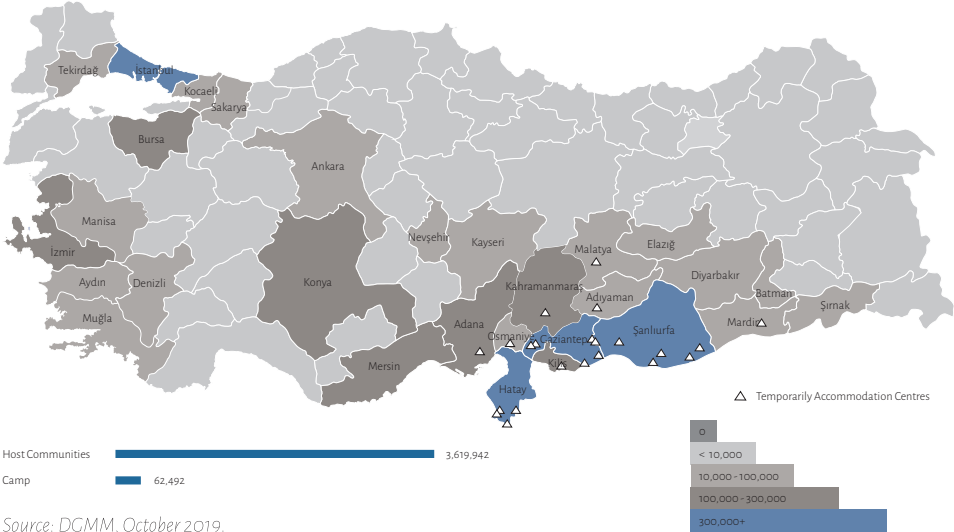 Tekirdağ
İstanbul
Kocaeli
Sakarya
Bursa
Ankara
Manisa
Nevşehir
Kayseri
Malatya
Elazığ
İzmir
Aydın
Denizli
Konya
Kahramanmaraş
Diyarbakır
Adıyaman
Batman
Şırnak
Muğla
Adana
Osmaniye
Gaziantep
Şanlıurfa
Mardin
Mersin
Kilis
Hatay
Temporarily Accommodation Centres
0
< 10,000
10,000 - 100,000
100,000 - 300,000
300,000+
Host Communities 3,619,942
Camp 62,492
Source: DGMM. October 2019.